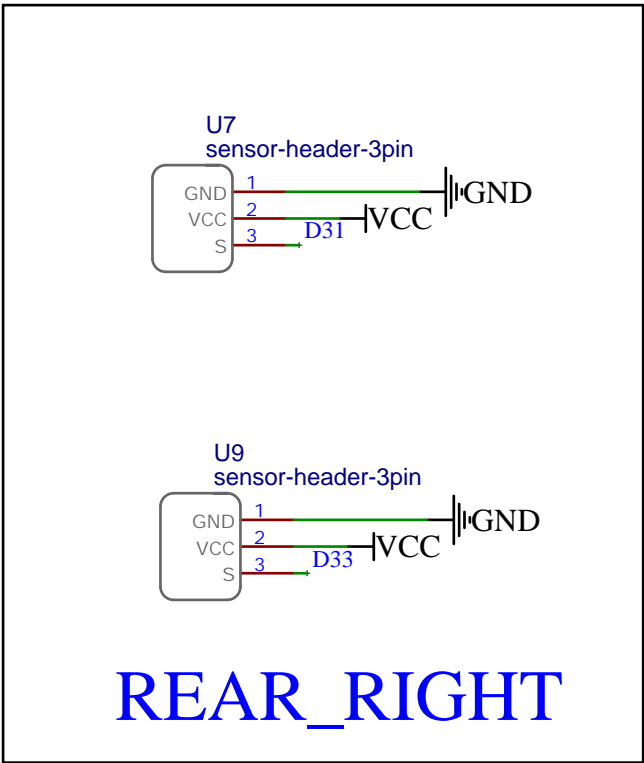 U7
sensor-header-3pin
GND 1 GND
VCC 2 VCC
D31
S 3
U9
sensor-header-3pin
GND 1 GND
VCC 2 VCC
D33
S 3
REAR_RIGHT